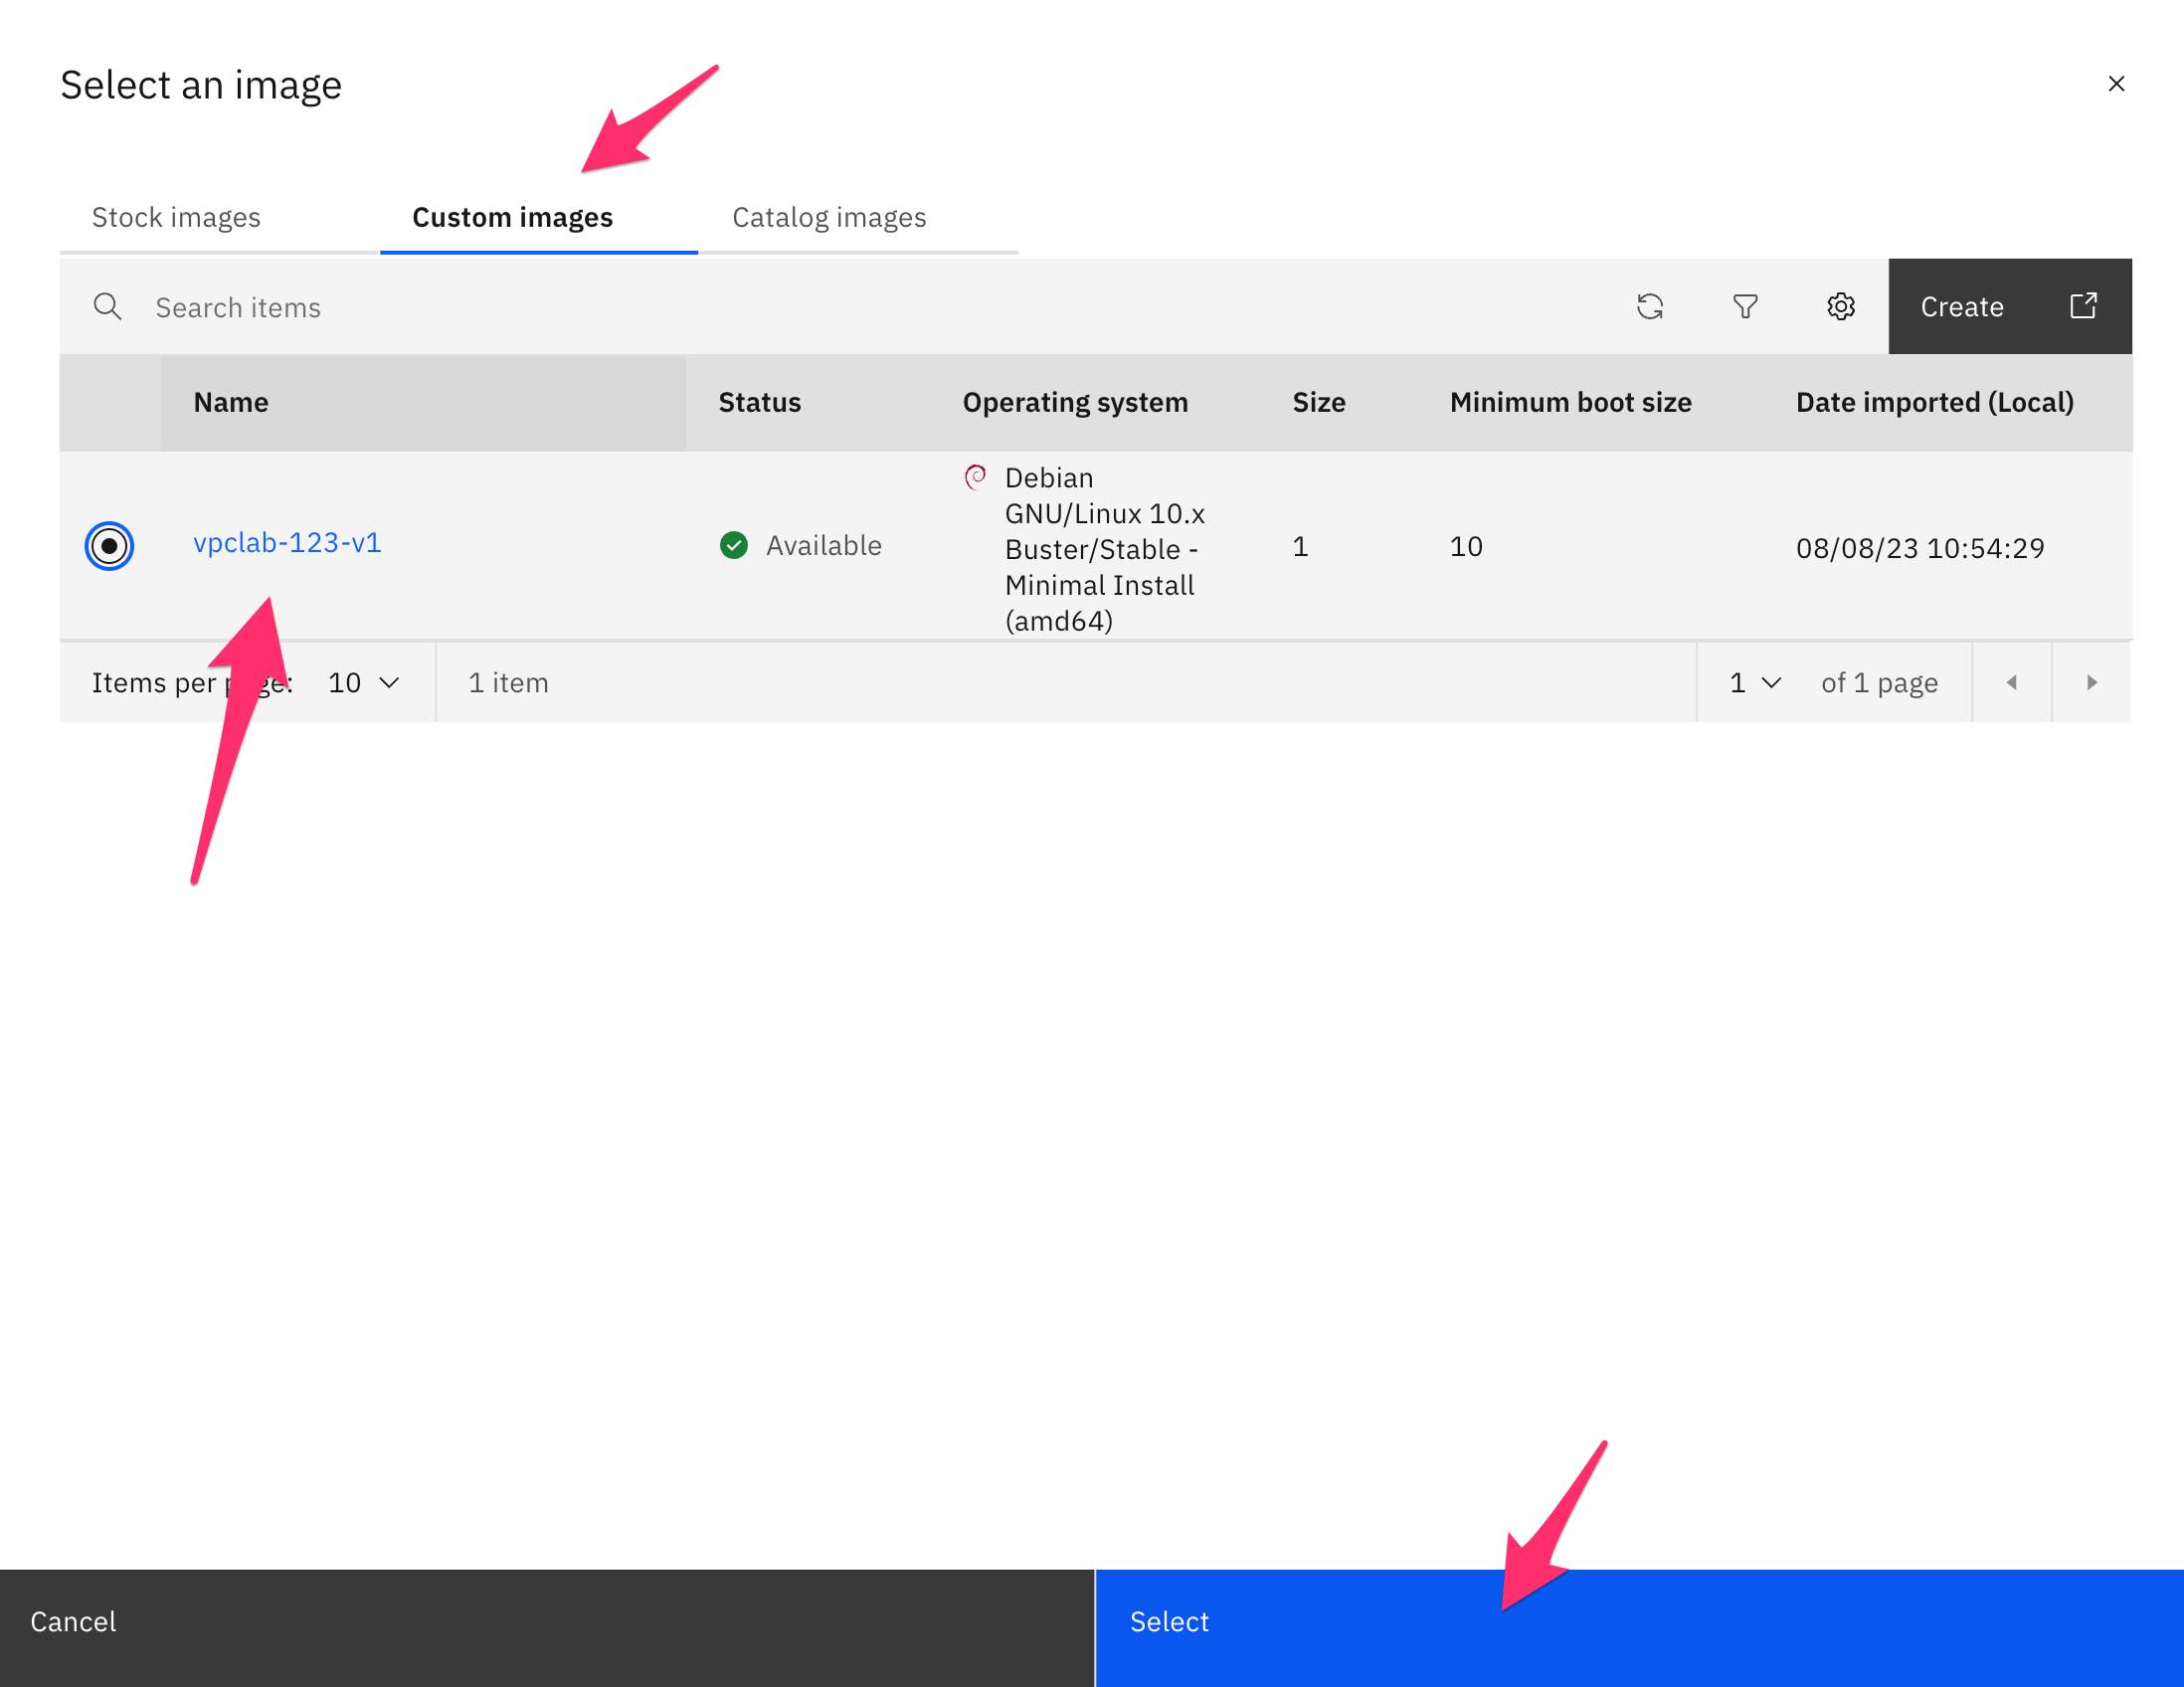 Select an image
Stock images
Custom images
Catalog images
Search items
Create
Name
Status
Operating system
Size
Minimum boot size
Date imported (Local)
vpclab-123-v1
Available
Debian
GNU/Linux 10.x
Buster/Stable -
Minimal Install
(amd64)
1
10
08/08/23 10:54:29
Items per page:
10
1 item
1
of 1 page
Cancel
Select